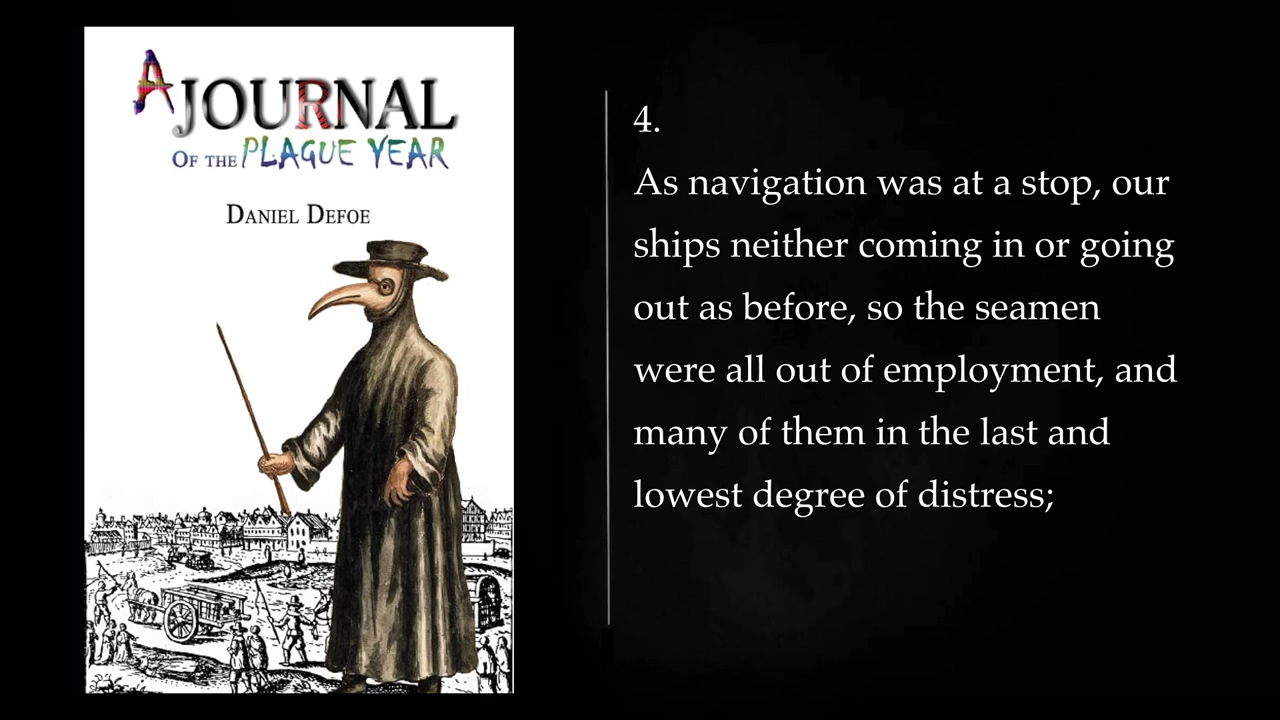 A JOURNAL
OF THE PLAGUE YEAR
DANIEL DEFOE
4.
As navigation was at a stop, our
ships neither coming in or going
out as before, so the seamen
were all out of employment, and
many of them in the last and
lowest degree of distress;